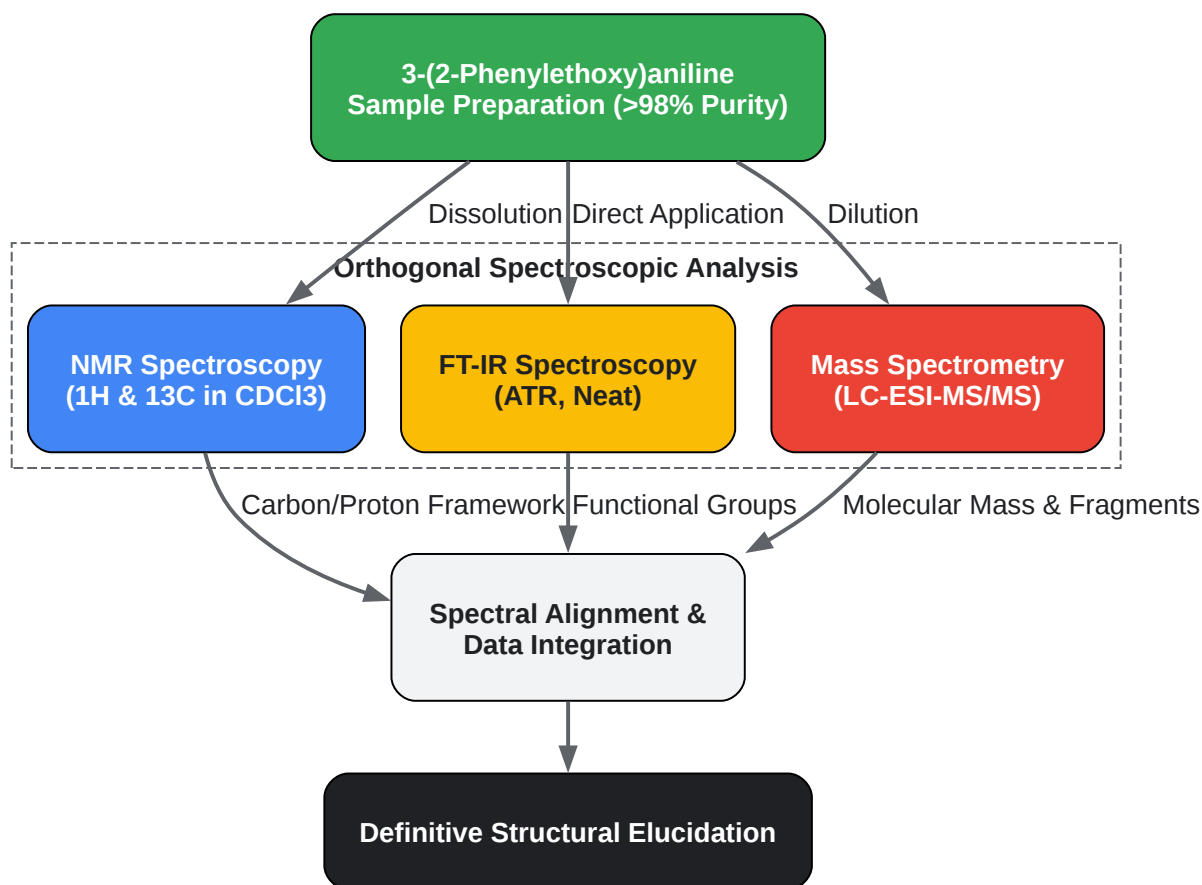 3-(2-Phenylethoxy)aniline
Sample Preparation (>98% Purity)
Dissolution
Direct Application
Dilution
Orthogonal Spectroscopic Analysis
NMR Spectroscopy
(1H & 13C in CDCl3)
FT-IR Spectroscopy
(ATR, Neat)
Mass Spectrometry
(LC-ESI-MS/MS)
Carbon/Proton Framework
Functional Groups
Molecular Mass & Fragments
Spectral Alignment &
Data Integration
Definitive Structural Elucidation